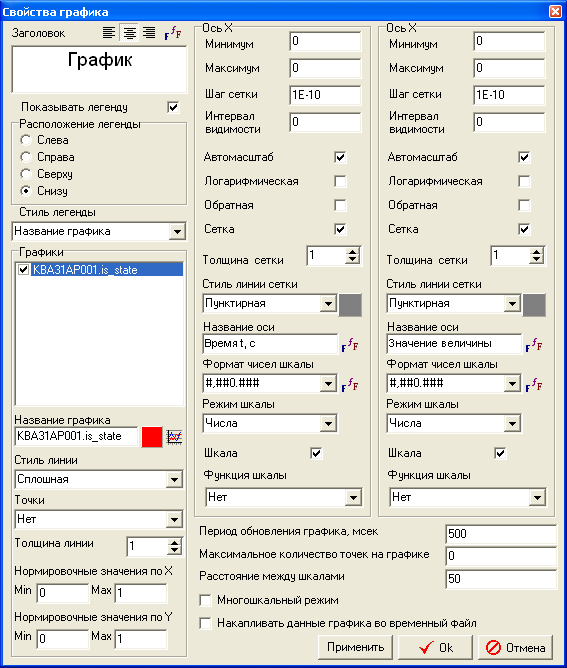 Свойства графика
Заголовок
График
Показывать легенду
Расположение легенды
Слева
Справа
Сверху
Снизу
Стиль легенды
Название графика
Графики
KBA31AP001.is_state
Название графика
KBA31AP001.is_state
Стиль линии
Сплошная
Точки
Нет
Толщина линии 1
Нормировочные значения по X
Min 0 Max 1
Нормировочные значения по Y
Min 0 Max 1
Ось X
Минимум 0
Максимум 0
Шаг сетки 1E-10
Интервал
видимости 0
Автомасштаб
Логарифмическая
Обратная
Сетка
Толщина сетки 1
Стиль линии сетки
Пунктирная
Название оси
Время t, с
Формат чисел шкалы
#,##0.###
Режим шкалы
Числа
Шкала
Функция шкалы
Нет
Ось X
Минимум 0
Максимум 0
Шаг сетки 1E-10
Интервал
видимости 0
Автомасштаб
Логарифмическая
Обратная
Сетка
Толщина сетки 1
Стиль линии сетки
Пунктирная
Название оси
Значение величины
Формат чисел шкалы
#,##0.###
Режим шкалы
Числа
Шкала
Функция шкалы
Нет
Период обновления графика, мсек 500
Максимальное количество точек на графике 0
Расстояние между шкалами 50
Многошкальный режим
Накапливать данные графика во временный файл
Применить Ok Отмена